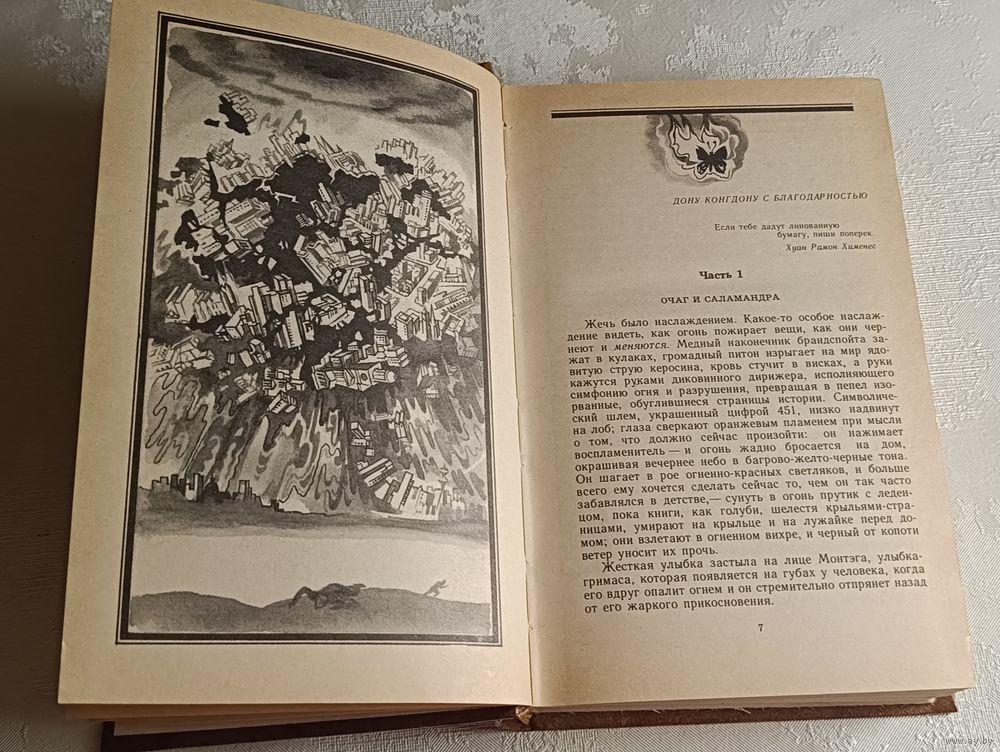 ДОНУ КОНГДОНУ С БЛАГОДАРНОСТЬЮ
Если тебе дадут линованную
бумагу, пиши поперек.
Хуан Рамон Хименес
Часть 1
ОЧАГ И САЛАМАНДРА
Жечь было наслаждением. Какое-то особое наслаж-
дение видеть, как огонь пожирает вещи, как они чер-
неют и меняются. Медный наконечник брандспойта за-
жат в кулаках, громадный питон изрыгает на мир ядо-
витую струю керосина, кровь стучит в висках, а руки
кажутся руками диковинного дирижера, исполняющего
симфонию огня и разрушения, превращая в пепел изо-
рванные, обуглившиеся страницы истории. Символиче-
ский шлем, украшенный цифрой 451, низко надвинут
на лоб; глаза сверкают оранжевым пламенем при мысли
о том, что должно сейчас произойти: он нажимает
воспламенитель — и огонь жадно бросается на дом,
окрашивая вечернее небо в багрово-желто-черные тона.
Он шагает в рое огненно-красных светляков, и больше
всего ему хочется сделать сейчас то, чем он так часто
забавлялся в детстве,— сунуть в огонь прутик с леден-
цом, пока книги, как голуби, шелестя крыльями-стра-
ницами, умирают на крыльце и на лужайке перед до-
мом; они взлетают в огненном вихре, и черный от копоти
ветер уносит их прочь.
Жесткая улыбка застыла на лице Монтэга, улыбка-
гримаса, которая появляется на губах у человека, когда
его вдруг опалит огнем и он стремительно отпрянет назад
от его жаркого прикосновения.
7
www.ay.by